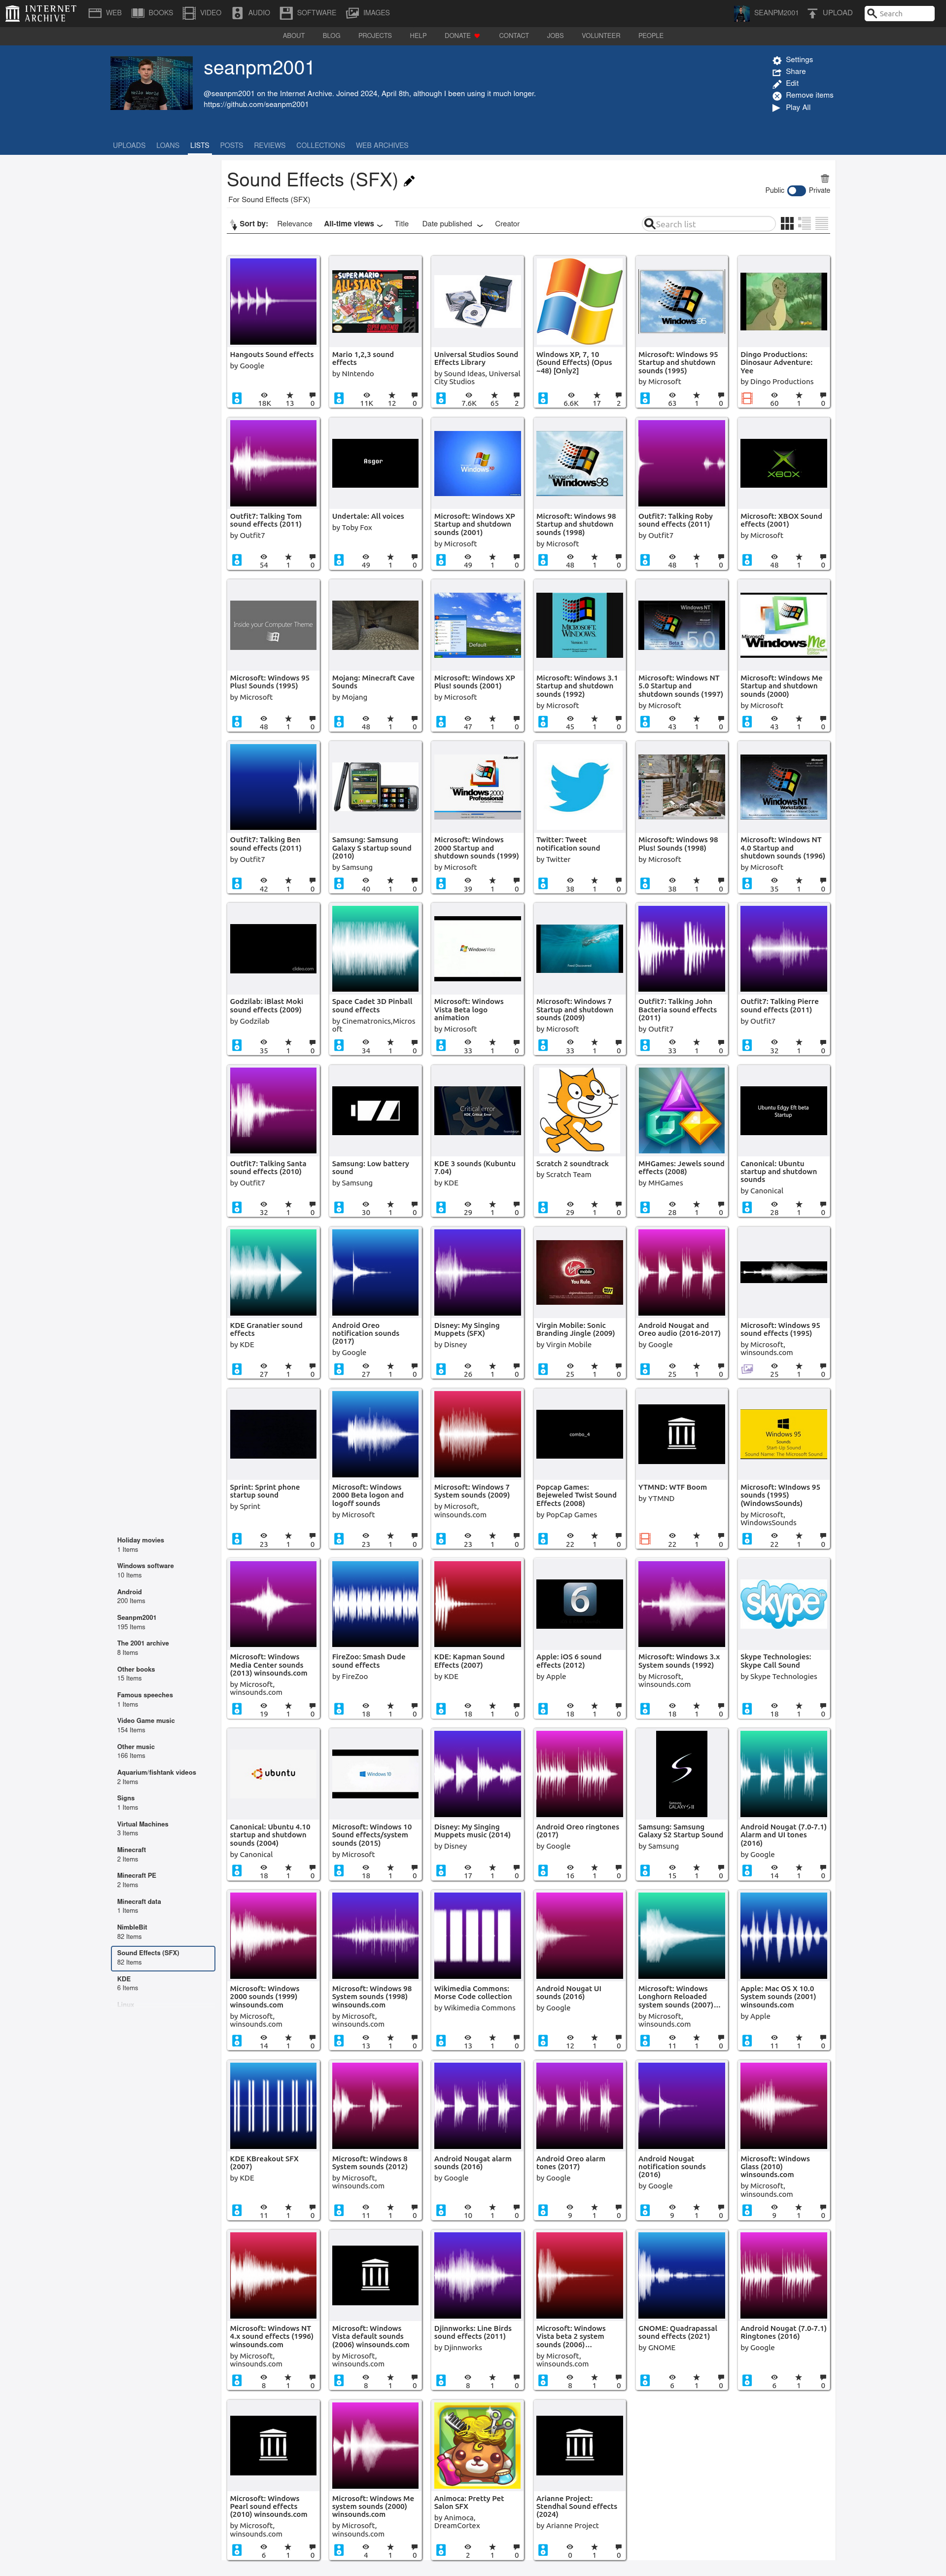 INTERNET ARCHIVE
WEB BOOKS VIDEO AUDIO SOFTWARE IMAGES
SEANPM2001 UPLOAD Search
ABOUT BLOG PROJECTS HELP DONATE CONTACT JOBS VOLUNTEER PEOPLE
seanpm2001
@seanpm2001 on the Internet Archive. Joined 2024, April 8th, although I been using it much longer.
https://github.com/seanpm2001
Settings
Share
Edit
Remove items
Play All
UPLOADS LOANS LISTS POSTS REVIEWS COLLECTIONS WEB ARCHIVES
Sound Effects (SFX)
For Sound Effects (SFX)
Public Private
Sort by: Relevance All-time views Title Date published Creator
Search list
Hangouts Sound effects
by Google
18K 13 0
Mario 1,2,3 sound effects
by NIntendo
11K 12 0
Universal Studios Sound Effects Library
by Sound Ideas, Universal City Studios
7.6K 65 2
Windows XP, 7, 10 (Sound Effects) (Opus ~48) [Only2]
6.6K 17 2
Microsoft: Windows 95 Startup and shutdown sounds (1995)
by Microsoft
63 1 0
Dingo Productions: Dinosaur Adventure: Yee
by Dingo Productions
60 1 0
Outfit7: Talking Tom sound effects (2011)
by Outfit7
54 1 0
Asgor
Undertale: All voices
by Toby Fox
49 1 0
Microsoft: Windows XP Startup and shutdown sounds (2001)
by Microsoft
49 1 0
Microsoft: Windows 98 Startup and shutdown sounds (1998)
by Microsoft
48 1 0
Outfit7: Talking Roby sound effects (2011)
by Outfit7
48 1 0
XBOX
Microsoft: XBOX Sound effects (2001)
by Microsoft
48 1 0
Inside your Computer Theme
Microsoft: Windows 95 Plus! Sounds (1995)
by Microsoft
48 1 0
Mojang: Minecraft Cave Sounds
by Mojang
48 1 0
Default
Microsoft: Windows XP Plus! sounds (2001)
by Microsoft
47 1 0
Microsoft: Windows 3.1 Startup and shutdown sounds (1992)
by Microsoft
45 1 0
Microsoft: Windows NT 5.0 Startup and shutdown sounds (1997)
by Microsoft
43 1 0
Microsoft: Windows Me Startup and shutdown sounds (2000)
by Microsoft
43 1 0
Outfit7: Talking Ben sound effects (2011)
by Outfit7
42 1 0
Samsung: Samsung Galaxy S startup sound (2010)
by Samsung
40 1 0
Microsoft: Windows 2000 Startup and shutdown sounds (1999)
by Microsoft
39 1 0
Twitter: Tweet notification sound
by Twitter
38 1 0
Microsoft: Windows 98 Plus! Sounds (1998)
by Microsoft
38 1 0
Microsoft: Windows NT 4.0 Startup and shutdown sounds (1996)
by Microsoft
35 1 0
Godzilab: iBlast Moki sound effects (2009)
by Godzilab
35 1 0
Space Cadet 3D Pinball sound effects
by Cinematronics,Microsoft
34 1 0
Microsoft: Windows Vista Beta logo animation
by Microsoft
33 1 0
Microsoft: Windows 7 Startup and shutdown sounds (2009)
by Microsoft
33 1 0
Outfit7: Talking John Bacteria sound effects (2011)
by Outfit7
33 1 0
Outfit7: Talking Pierre sound effects (2011)
by Outfit7
32 1 0
Outfit7: Talking Santa sound effects (2010)
by Outfit7
32 1 0
Samsung: Low battery sound
by Samsung
30 1 0
Critical error
KDE 3 sounds (Kubuntu 7.04)
by KDE
29 1 0
Scratch 2 soundtrack
by Scratch Team
29 1 0
MHGames: Jewels sound effects (2008)
by MHGames
28 1 0
Ubuntu Edgy Eft beta Startup
Canonical: Ubuntu startup and shutdown sounds
by Canonical
28 1 0
KDE Granatier sound effects
by KDE
27 1 0
Android Oreo notification sounds (2017)
by Google
27 1 0
Disney: My Singing Muppets (SFX)
by Disney
26 1 0
You Rule.
Virgin Mobile: Sonic Branding Jingle (2009)
by Virgin Mobile
25 1 0
Android Nougat and Oreo audio (2016-2017)
by Google
25 1 0
Microsoft: Windows 95 sound effects (1995)
by Microsoft, winsounds.com
25 1 0
Sprint: Sprint phone startup sound
by Sprint
23 1 0
Microsoft: Windows 2000 Beta logon and logoff sounds
by Microsoft
23 1 0
Microsoft: Windows 7 System sounds (2009)
by Microsoft, winsounds.com
23 1 0
combo_4
Popcap Games: Bejeweled Twist Sound Effects (2008)
by PopCap Games
22 1 0
YTMND: WTF Boom
by YTMND
22 1 0
Windows 95
Sounds
Start-Up Sound
Sound Name: The Microsoft Sound
Microsoft: WIndows 95 sounds (1995) (WindowsSounds)
by Microsoft, WindowsSounds
22 1 0
Microsoft: Windows Media Center sounds (2013) winsounds.com
by Microsoft, winsounds.com
19 1 0
FireZoo: Smash Dude sound effects
by FireZoo
18 1 0
KDE: Kapman Sound Effects (2007)
by KDE
18 1 0
6
Apple: iOS 6 sound effects (2012)
by Apple
18 1 0
Microsoft: Windows 3.x System sounds (1992)
by Microsoft, winsounds.com
18 1 0
skype
Skype Technologies: Skype Call Sound
by Skype Technologies
18 1 0
ubuntu
Canonical: Ubuntu 4.10 startup and shutdown sounds (2004)
by Canonical
18 1 0
Windows 10
Microsoft: Windows 10 Sound effects/system sounds (2015)
by Microsoft
18 1 0
Disney: My Singing Muppets music (2014)
by Disney
17 1 0
Android Oreo ringtones (2017)
by Google
16 1 0
Samsung: Samsung Galaxy S2 Startup Sound
by Samsung
15 1 0
Android Nougat (7.0-7.1) Alarm and UI tones (2016)
by Google
14 1 0
Microsoft: Windows 2000 sounds (1999) winsounds.com
by Microsoft, winsounds.com
14 1 0
Microsoft: Windows 98 System sounds (1998) winsounds.com
by Microsoft, winsounds.com
13 1 0
Wikimedia Commons: Morse Code collection
by Wikimedia Commons
13 1 0
Android Nougat UI sounds (2016)
by Google
12 1 0
Microsoft: Windows Longhorn Reloaded system sounds (2007)...
by Microsoft, winsounds.com
11 1 0
Apple: Mac OS X 10.0 System sounds (2001) winsounds.com
by Apple
11 1 0
KDE KBreakout SFX (2007)
by KDE
11 1 0
Microsoft: Windows 8 System sounds (2012)
by Microsoft, winsounds.com
11 1 0
Android Nougat alarm sounds (2016)
by Google
10 1 0
Android Oreo alarm tones (2017)
by Google
9 1 0
Android Nougat notification sounds (2016)
by Google
9 1 0
Microsoft: Windows Glass (2010) winsounds.com
by Microsoft, winsounds.com
9 1 0
Microsoft: Windows NT 4.x sound effects (1996) winsounds.com
by Microsoft, winsounds.com
8 1 0
Microsoft: Windows Vista default sounds (2006) winsounds.com
by Microsoft, winsounds.com
8 1 0
Djinnworks: Line Birds sound effects (2011)
by Djinnworks
8 1 0
Microsoft: Windows Vista beta 2 system sounds (2006)...
by Microsoft, winsounds.com
8 1 0
GNOME: Quadrapassal sound effects (2021)
by GNOME
6 1 0
Android Nougat (7.0-7.1) Ringtones (2016)
by Google
6 1 0
Microsoft: Windows Pearl sound effects (2010) winsounds.com
by Microsoft, winsounds.com
6 1 0
Microsoft: Windows Me system sounds (2000) winsounds.com
by Microsoft, winsounds.com
4 1 0
Animoca: Pretty Pet Salon SFX
by Animoca, DreamCortex
2 1 0
Arianne Project: Stendhal Sound effects (2024)
by Arianne Project
0 1 0
Holiday movies
1 Items
Windows software
10 Items
Android
200 Items
Seanpm2001
195 Items
The 2001 archive
8 Items
Other books
15 Items
Famous speeches
1 Items
Video Game music
154 Items
Other music
166 Items
Aquarium/fishtank videos
2 Items
Signs
1 Items
Virtual Machines
3 Items
Minecraft
2 Items
Minecraft PE
2 Items
Minecraft data
1 Items
NimbleBit
82 Items
Sound Effects (SFX)
82 Items
KDE
6 Items
Linux